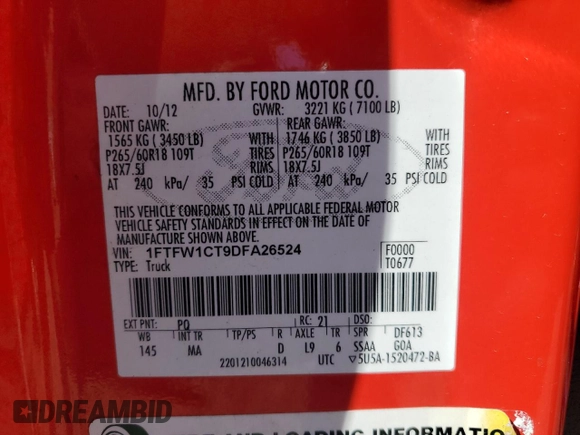 MFD. BY FORD MOTOR CO.
DATE: 10/12 GVWR: 3221 KG ( 7100 LB)
FRONT GAWR: REAR GAWR:
1565 KG ( 3450 LB) WITH 1746 KG ( 3850 LB) WITH
P265/60R18 109T TIRES P265/60R18 109T TIRES
18X7.5J RIMS 18X7.5J RIMS
AT 240 kPa/ 35 PSI COLD AT 240 kPa/ 35 PSI COLD
THIS VEHICLE CONFORMS TO ALL APPLICABLE FEDERAL MOTOR
VEHICLE SAFETY STANDARDS IN EFFECT ON THE DATE OF
MANUFACTURE SHOWN ABOVE.
VIN: 1FTFW1CT9DFA26524 F0000
TYPE: Truck T0677
EXT PNT: PQ RC: 21 DSO:
WB INT TR TP/PS R AXLE TR SPR DF613
145 MA D L9 6 SSAA GOA
2201210046314 UTC ▽5U5A-1520472-BA
DREAMBID
AND LOADING INFORMATION